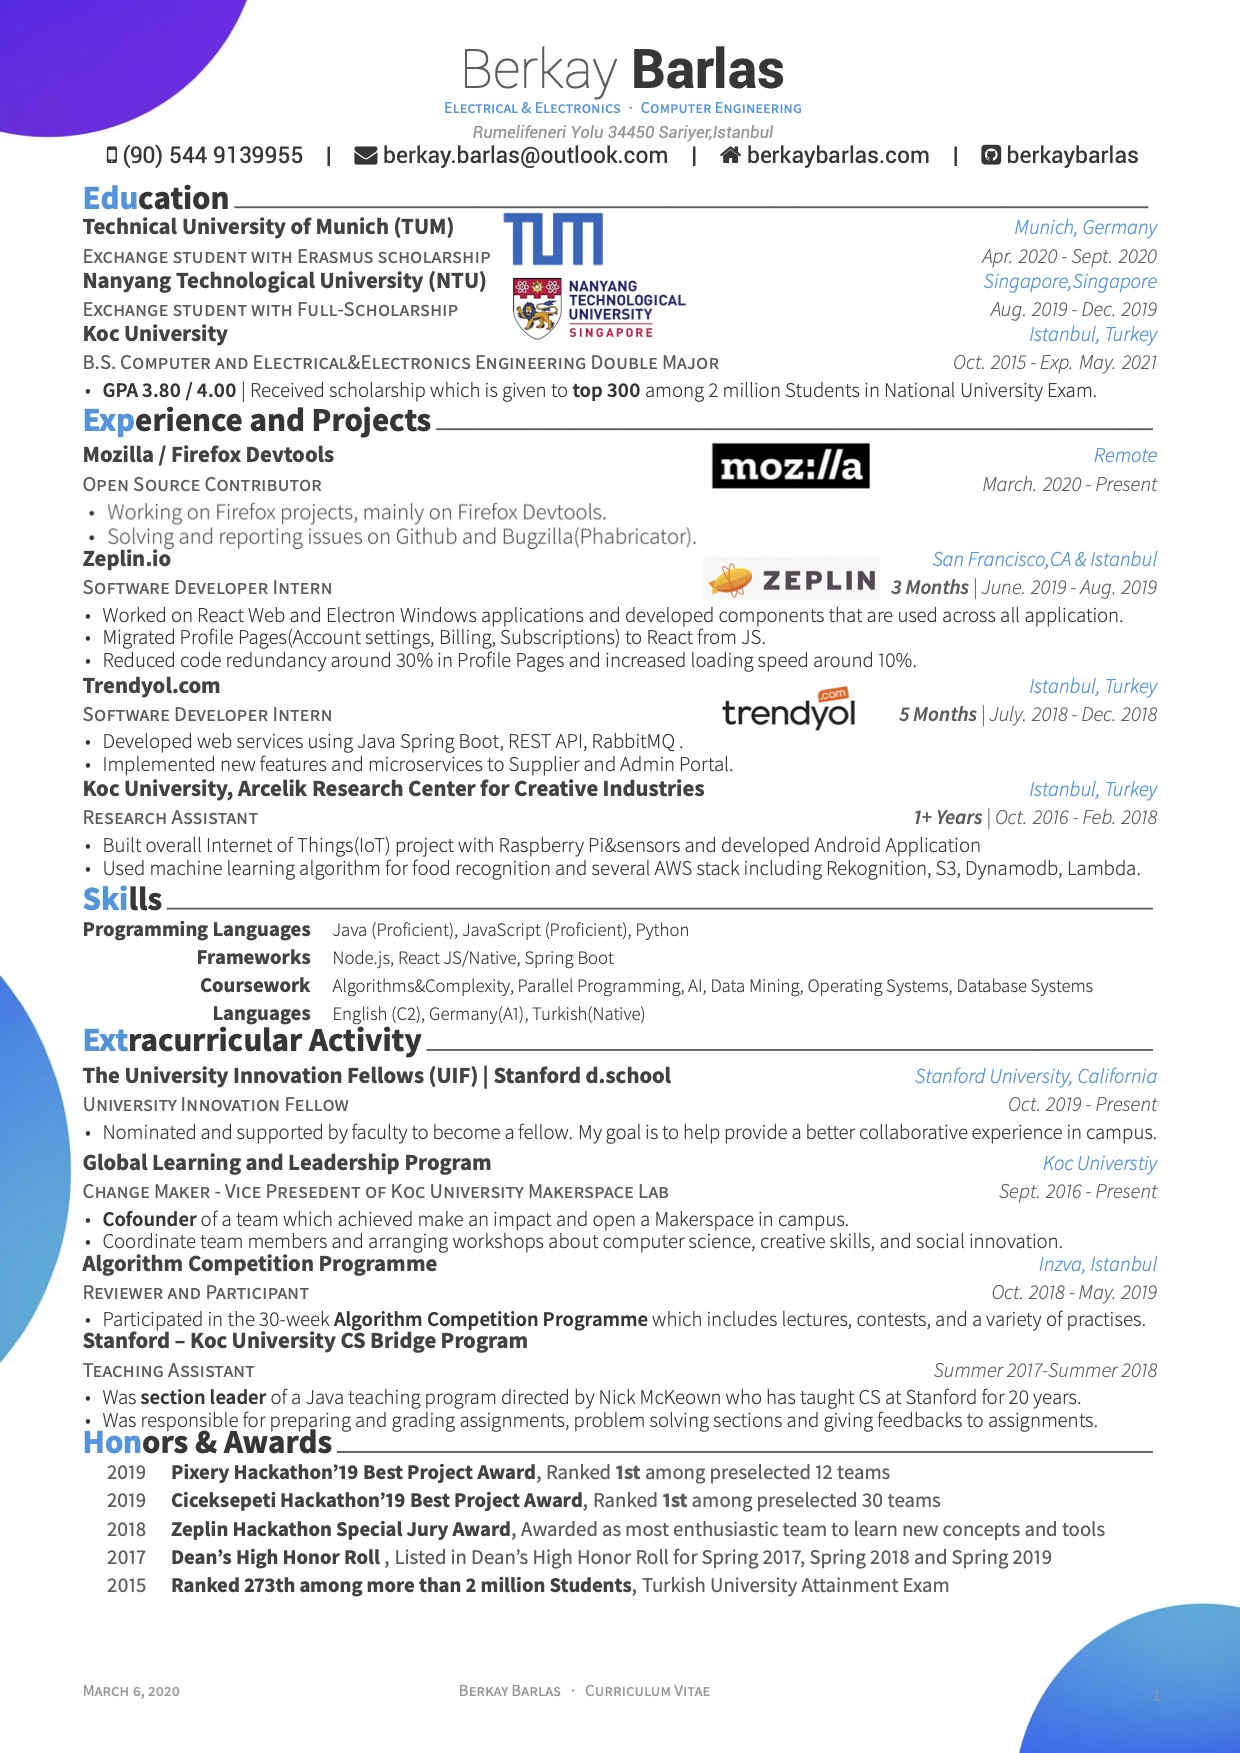 Berkay Barlas
Electrical & Electronics · Computer Engineering
Rumelifeneri Yolu 34450 Sariyer,Istanbul
(90) 544 9139955 | berkay.barlas@outlook.com | berkaybarlas.com | berkaybarlas
Education
Technical University of Munich (TUM) TUM Munich, Germany
Exchange student with Erasmus scholarship Apr. 2020 - Sept. 2020
Nanyang Technological University (NTU) NANYANG TECHNOLOGICAL UNIVERSITY SINGAPORE Singapore,Singapore
Exchange student with Full-Scholarship Aug. 2019 - Dec. 2019
Koc University Istanbul, Turkey
B.S. Computer and Electrical&Electronics Engineering Double Major Oct. 2015 - Exp. May. 2021
• GPA 3.80 / 4.00 | Received scholarship which is given to top 300 among 2 million Students in National University Exam.
Experience and Projects
Mozilla / Firefox Devtools moz://a Remote
Open Source Contributor March. 2020 - Present
• Working on Firefox projects, mainly on Firefox Devtools.
• Solving and reporting issues on Github and Bugzilla(Phabricator).
Zeplin.io San Francisco,CA & Istanbul
Software Developer Intern ZEPLIN 3 Months | June. 2019 - Aug. 2019
• Worked on React Web and Electron Windows applications and developed components that are used across all application.
• Migrated Profile Pages(Account settings, Billing, Subscriptions) to React from JS.
• Reduced code redundancy around 30% in Profile Pages and increased loading speed around 10%.
Trendyol.com Istanbul, Turkey
Software Developer Intern trendyol .com 5 Months | July. 2018 - Dec. 2018
• Developed web services using Java Spring Boot, REST API, RabbitMQ .
• Implemented new features and microservices to Supplier and Admin Portal.
Koc University, Arcelik Research Center for Creative Industries Istanbul, Turkey
Research Assistant 1+ Years | Oct. 2016 - Feb. 2018
• Built overall Internet of Things(IoT) project with Raspberry Pi&sensors and developed Android Application
• Used machine learning algorithm for food recognition and several AWS stack including Rekognition, S3, Dynamodb, Lambda.
Skills
Programming Languages Java (Proficient), JavaScript (Proficient), Python
Frameworks Node.js, React JS/Native, Spring Boot
Coursework Algorithms&Complexity, Parallel Programming, AI, Data Mining, Operating Systems, Database Systems
Languages English (C2), Germany(A1), Turkish(Native)
Extracurricular Activity
The University Innovation Fellows (UIF) | Stanford d.school Stanford University, California
University Innovation Fellow Oct. 2019 - Present
• Nominated and supported by faculty to become a fellow. My goal is to help provide a better collaborative experience in campus.
Global Learning and Leadership Program Koc Universtiy
Change Maker - Vice Presedent of Koc University Makerspace Lab Sept. 2016 - Present
• Cofounder of a team which achieved make an impact and open a Makerspace in campus.
• Coordinate team members and arranging workshops about computer science, creative skills, and social innovation.
Algorithm Competition Programme Inzva, Istanbul
Reviewer and Participant Oct. 2018 - May. 2019
• Participated in the 30-week Algorithm Competition Programme which includes lectures, contests, and a variety of practises.
Stanford – Koc University CS Bridge Program
Teaching Assistant Summer 2017-Summer 2018
• Was section leader of a Java teaching program directed by Nick McKeown who has taught CS at Stanford for 20 years.
• Was responsible for preparing and grading assignments, problem solving sections and giving feedbacks to assignments.
Honors & Awards
2019 Pixery Hackathon’19 Best Project Award, Ranked 1st among preselected 12 teams
2019 Ciceksepeti Hackathon’19 Best Project Award, Ranked 1st among preselected 30 teams
2018 Zeplin Hackathon Special Jury Award, Awarded as most enthusiastic team to learn new concepts and tools
2017 Dean’s High Honor Roll , Listed in Dean’s High Honor Roll for Spring 2017, Spring 2018 and Spring 2019
2015 Ranked 273th among more than 2 million Students, Turkish University Attainment Exam
March 6, 2020 Berkay Barlas · Curriculum Vitae 1